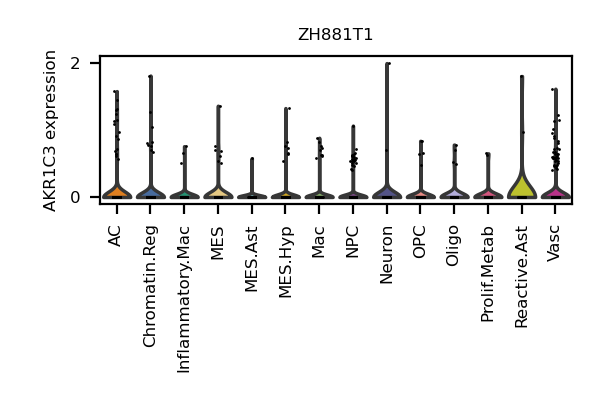 ZH881T1
AKR1C3 expression
2
0
AC
Chromatin.Reg
Inflammatory.Mac
MES
MES.Ast
MES.Hyp
Mac
NPC
Neuron
OPC
Oligo
Prolif.Metab
Reactive.Ast
Vasc